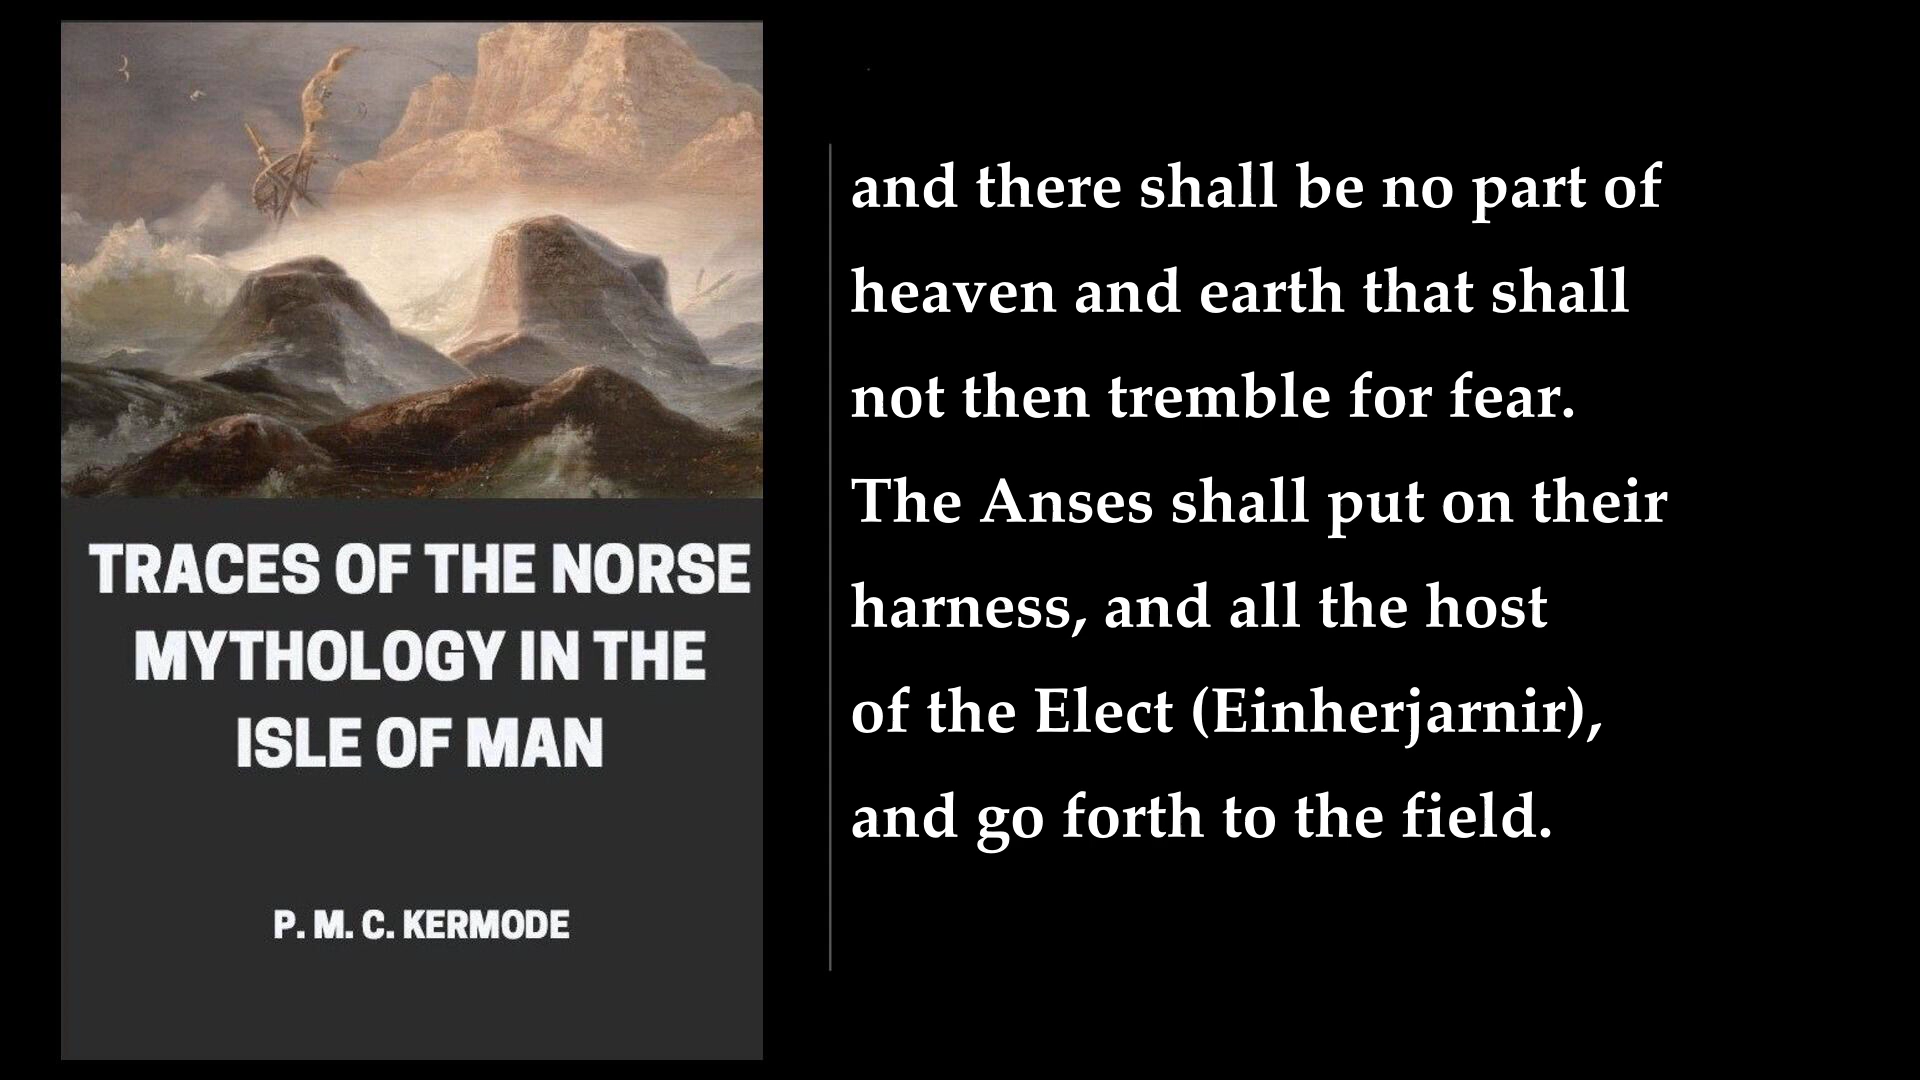 TRACES OF THE NORSE
MYTHOLOGY IN THE
ISLE OF MAN
P. M. C. KERMODE
and there shall be no part of
heaven and earth that shall
not then tremble for fear.
The Anses shall put on their
harness, and all the host
of the Elect (Einherjarnir),
and go forth to the field.